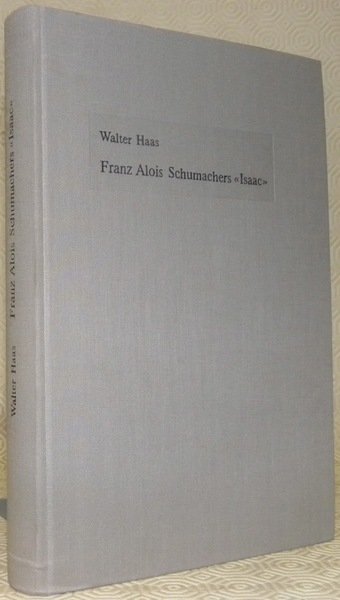 Walter Haas
Franz Alois Schumachers «Isaac»
Walter Haas Franz Alois Schumachers «Isaac»